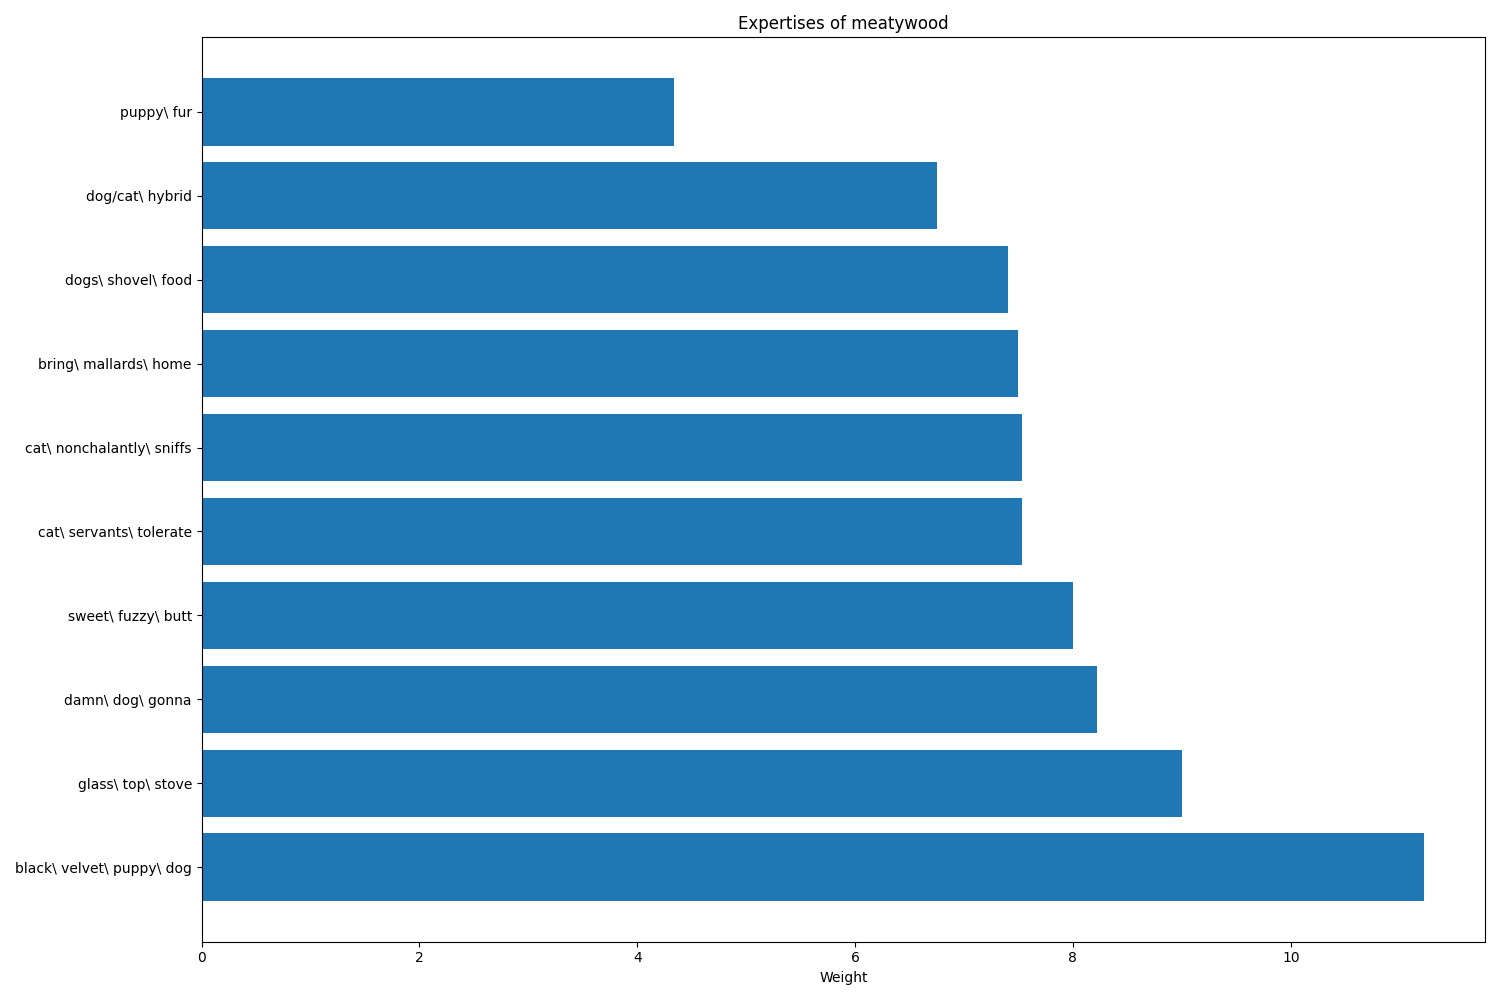 Expertises of meatywood
puppy\ fur
dog/cat\ hybrid
dogs\ shovel\ food
bring\ mallards\ home
cat\ nonchalantly\ sniffs
cat\ servants\ tolerate
sweet\ fuzzy\ butt
damn\ dog\ gonna
glass\ top\ stove
black\ velvet\ puppy\ dog
0 2 4 6 8 10
Weight